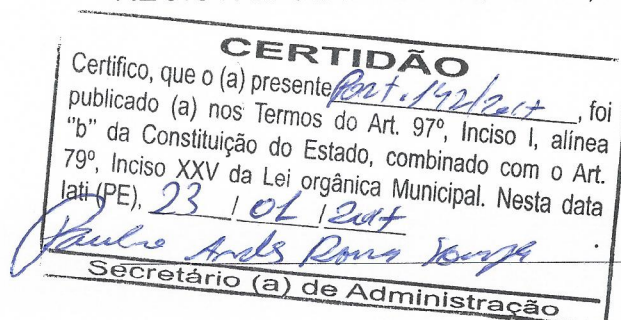 CERTIDÃO
Certifico, que o (a) presente Port. 142/2017, foi
publicado (a) nos Termos do Art. 97º, Inciso I, alínea
"b" da Constituição do Estado, combinado com o Art.
79º, Inciso XXV da Lei orgânica Municipal. Nesta data
Iati (PE), 23 / 01 / 2017
Secretário (a) de Administração